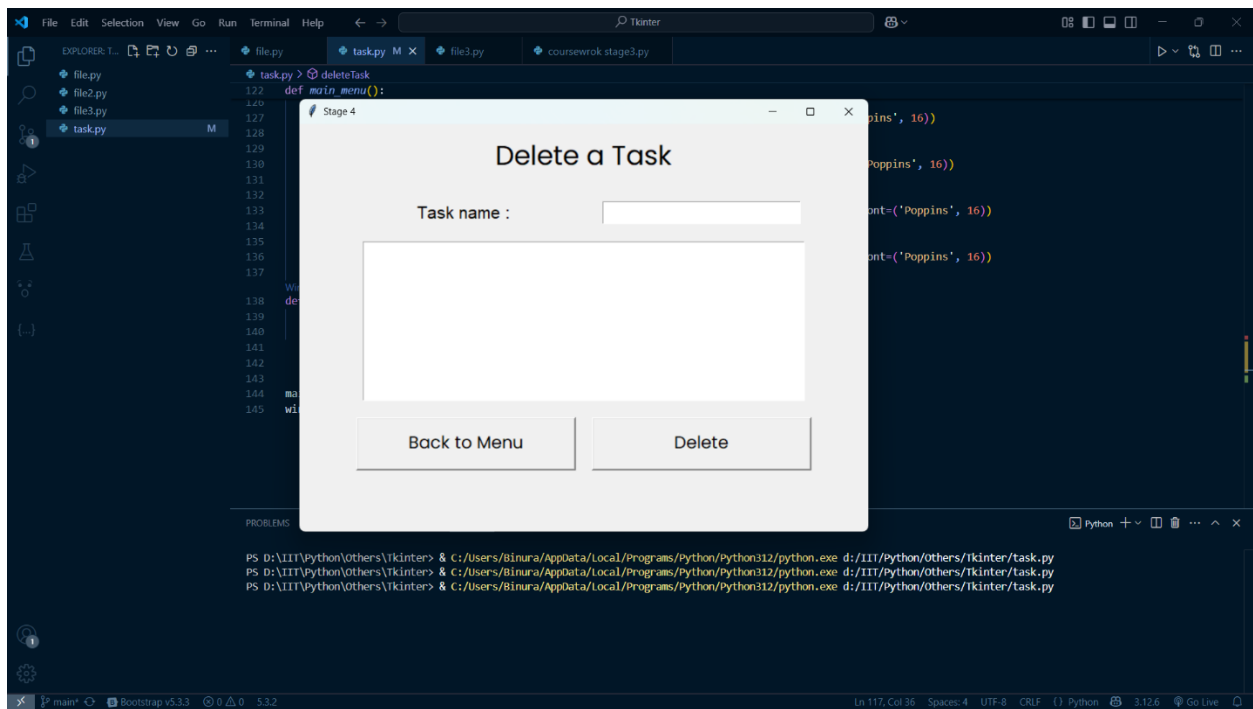 File Edit Selection View Go Run Terminal Help
Tkinter
EXPLORER: T...
file.py
file2.py
file3.py
task.py M
file.py
task.py M
file3.py
coursewrok stage3.py
task.py > deleteTask
122 def main_menu():
126
127 pins', 16))
128
129
130 Poppins', 16))
131
132
133 ont=('Poppins', 16))
134
135
136 ont=('Poppins', 16))
137
138 de
139
140
141
142
143
144 ma
145 wi
Stage 4
Delete a Task
Task name :
Back to Menu
Delete
PROBLEMS
Python
PS D:\IIT\Python\Others\Tkinter> & C:/Users/Binura/AppData/Local/Programs/Python/Python312/python.exe d:/IIT/Python/Others/Tkinter/task.py
PS D:\IIT\Python\Others\Tkinter> & C:/Users/Binura/AppData/Local/Programs/Python/Python312/python.exe d:/IIT/Python/Others/Tkinter/task.py
PS D:\IIT\Python\Others\Tkinter> & C:/Users/Binura/AppData/Local/Programs/Python/Python312/python.exe d:/IIT/Python/Others/Tkinter/task.py
main* Bootstrap v5.3.3 0 0 5.3.2
Ln 117, Col 36 Spaces: 4 UTF-8 CRLF {} Python 3.12.6 Go Live